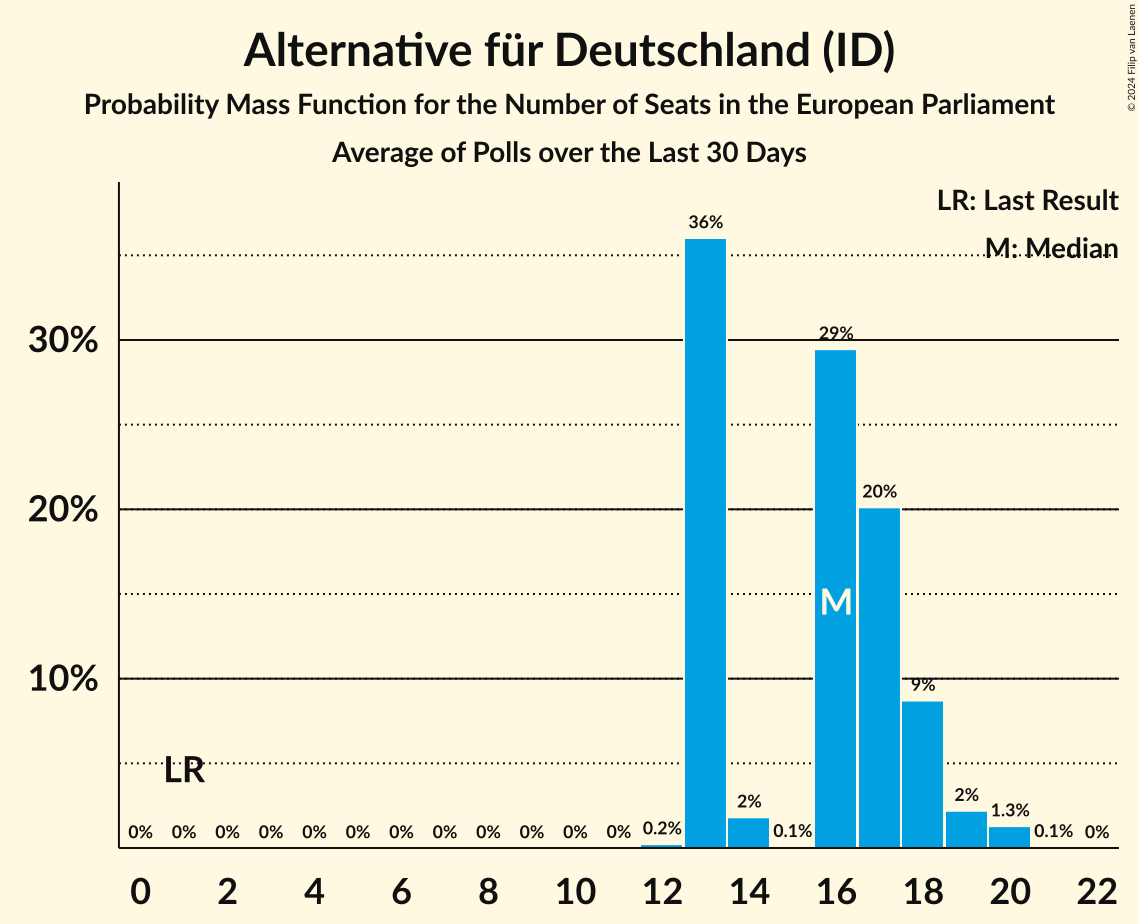 Alternative für Deutschland (ID)
Probability Mass Function for the Number of Seats in the European Parliament
Average of Polls over the Last 30 Days
© 2024 Filip van Laenen
LR: Last Result
M: Median
36%
30%
29%
20%
20%
M
10%
9%
LR
2%
2%
1.3%
0% 0% 0% 0% 0% 0% 0% 0% 0% 0% 0% 0% 0.2% 0.1% 0.1% 0%
0 2 4 6 8 10 12 14 16 18 20 22